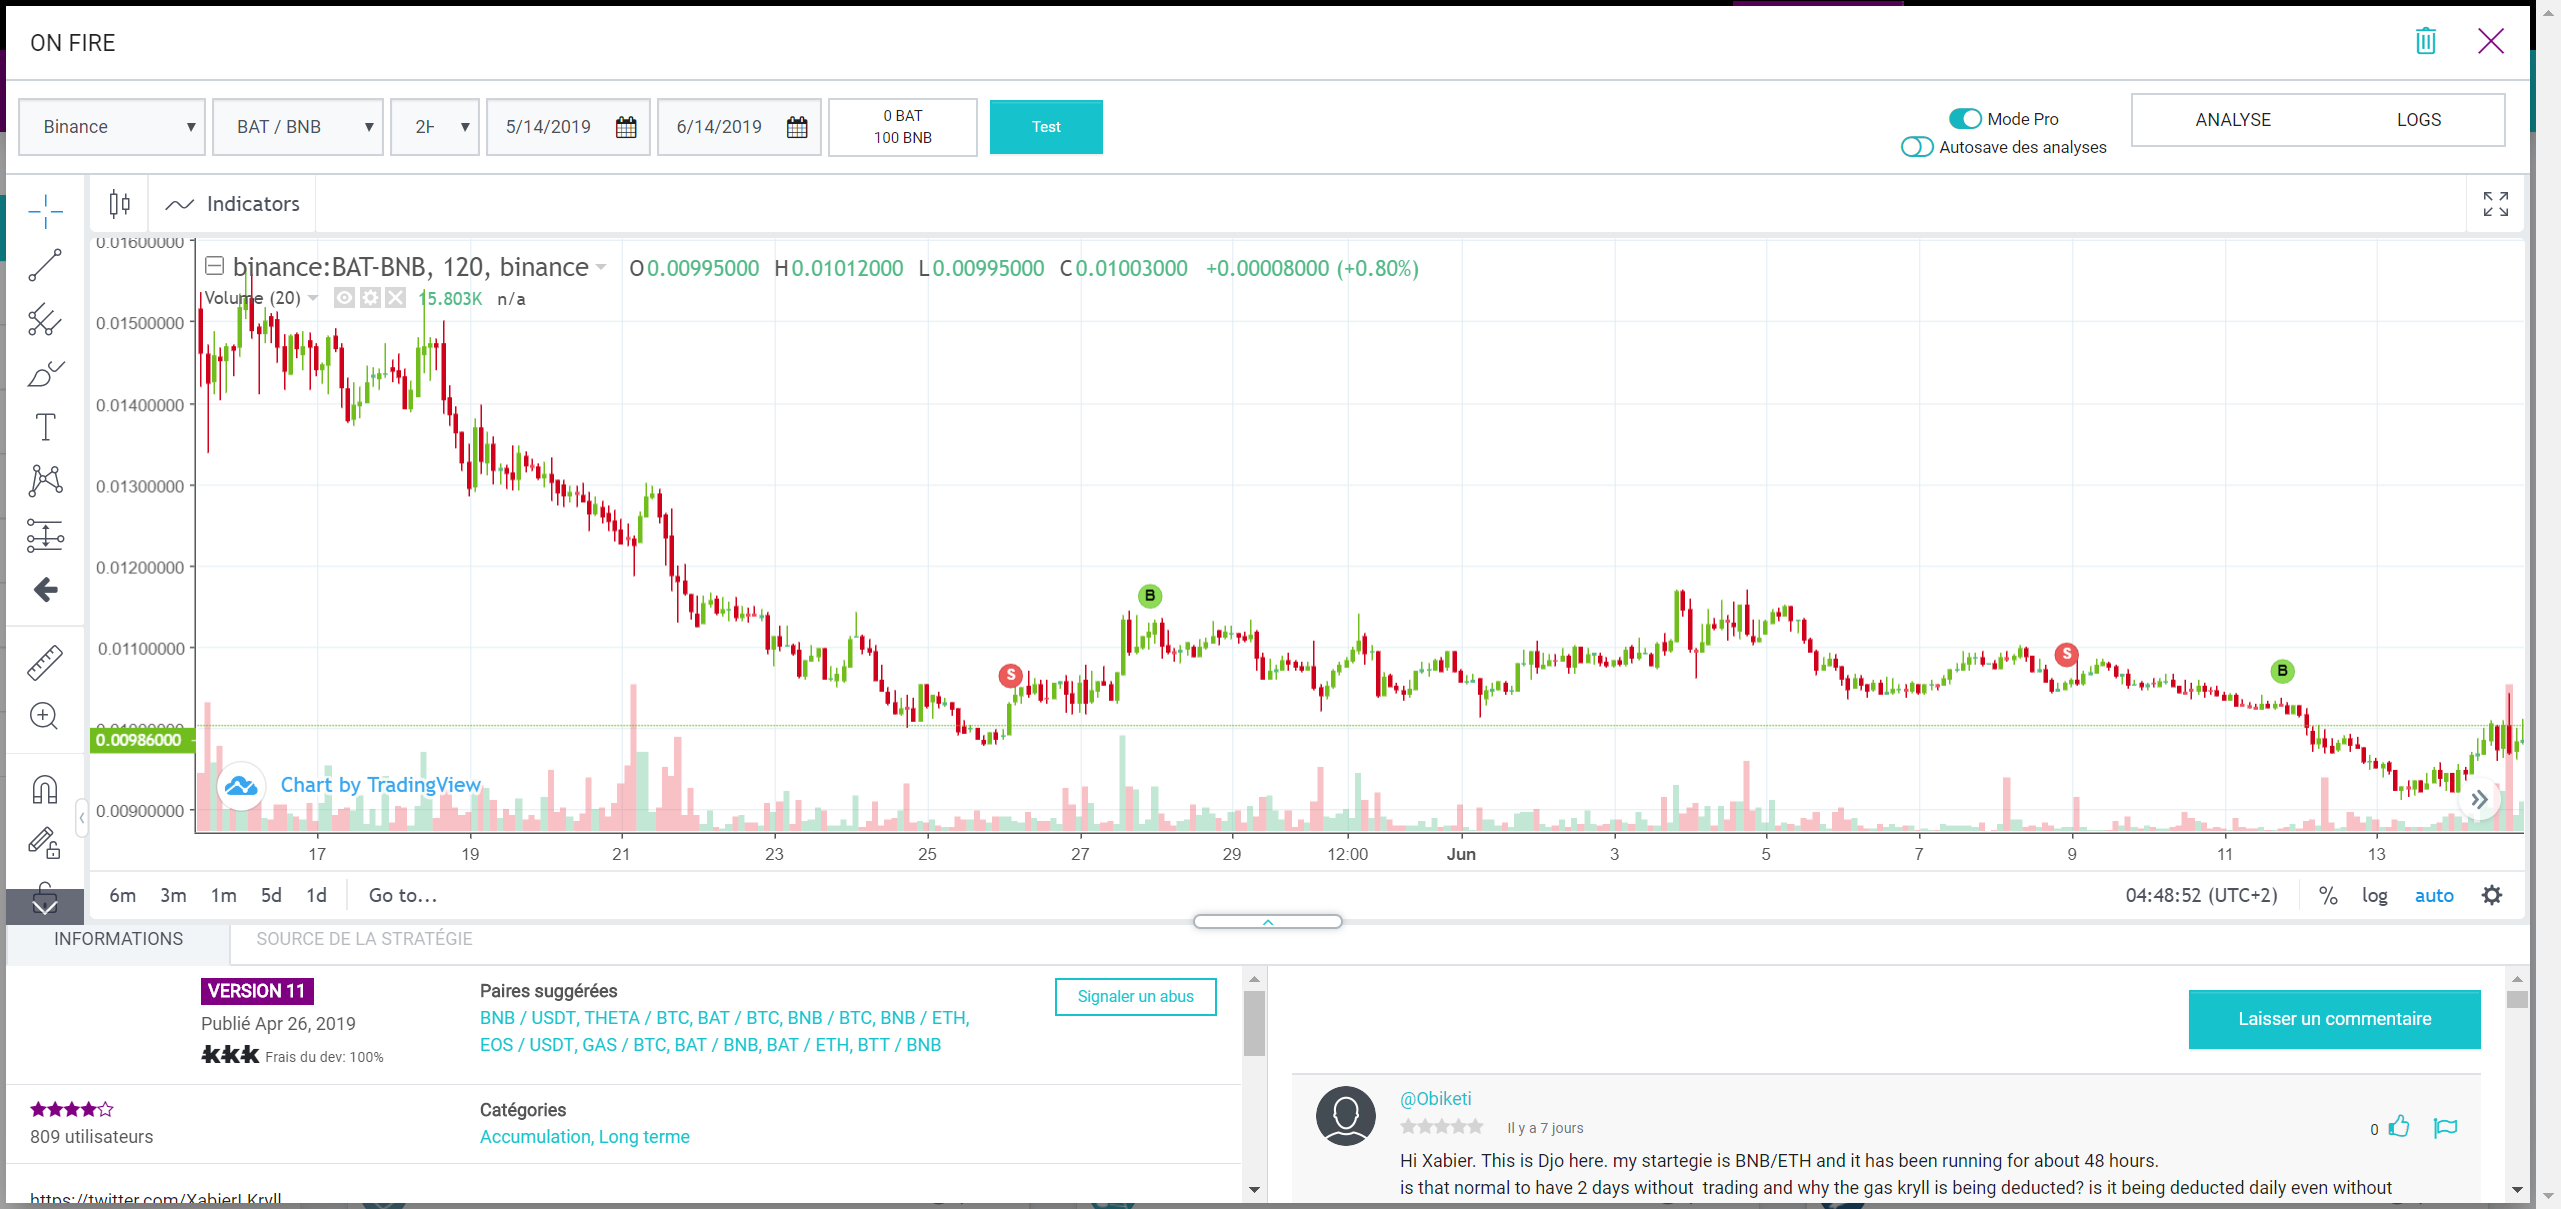 ON FIRE
Binance
BAT / BNB
2H
5/14/2019
6/14/2019
0 BAT
100 BNB
Test
Mode Pro
Autosave des analyses
ANALYSE
LOGS
Indicators
binance:BAT-BNB, 120, binance
O 0.00995000 H 0.01012000 L 0.00995000 C 0.01003000 +0.00008000 (+0.80%)
Volume (20) 15.803K n/a
0.01600000
0.01500000
0.01400000
0.01300000
0.01200000
0.01100000
0.01000000
0.00986000
0.00900000
B
S
S
B
Chart by TradingView
17 19 21 23 25 27 29 12:00 Jun 3 5 7 9 11 13
6m 3m 1m 5d 1d Go to...
04:48:52 (UTC+2) % log auto
INFORMATIONS
SOURCE DE LA STRATÉGIE
VERSION 11
Publié Apr 26, 2019
Frais du dev: 100%
Paires suggérées
BNB / USDT, THETA / BTC, BAT / BTC, BNB / BTC, BNB / ETH,
EOS / USDT, GAS / BTC, BAT / BNB, BAT / ETH, BTT / BNB
Signaler un abus
809 utilisateurs
Catégories
Accumulation, Long terme
https://twitter.com/XabierLKryll
Laisser un commentaire
@Obiketi
Il y a 7 jours
0
Hi Xabier. This is Djo here. my startegie is BNB/ETH and it has been running for about 48 hours.
is that normal to have 2 days without trading and why the gas kryll is being deducted? is it being deducted daily even without